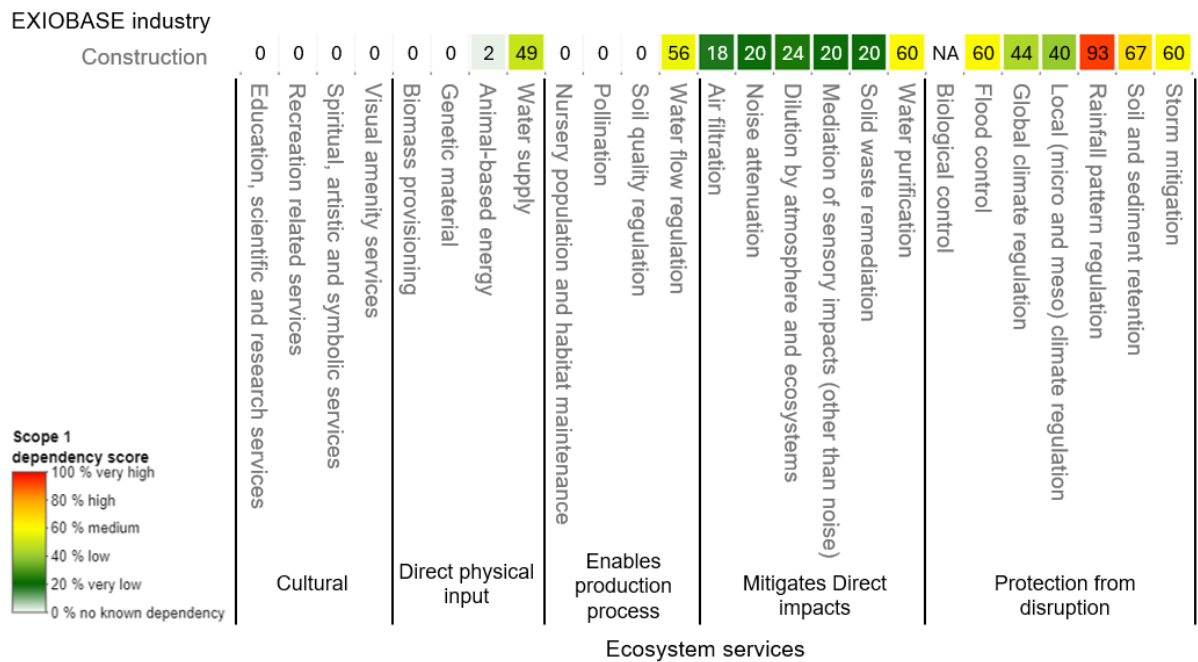 EXIOBASE industry
Construction
0 0 0 0 0 0 2 49 0 0 0 56 18 20 24 20 20 60 NA 60 44 40 93 67 60
Education, scientific and research services
Recreation related services
Spiritual, artistic and symbolic services
Visual amenity services
Biomass provisioning
Genetic material
Animal-based energy
Water supply
Nursery population and habitat maintenance
Pollination
Soil quality regulation
Water flow regulation
Air filtration
Noise attenuation
Dilution by atmosphere and ecosystems
Mediation of sensory impacts (other than noise)
Solid waste remediation
Water purification
Biological control
Flood control
Global climate regulation
Local (micro and meso) climate regulation
Rainfall pattern regulation
Soil and sediment retention
Storm mitigation
Scope 1
dependency score
100 % very high
80 % high
60 % medium
40 % low
20 % very low
0 % no known dependency
Cultural
Direct physical
input
Enables
production
process
Mitigates Direct
impacts
Protection from
disruption
Ecosystem services